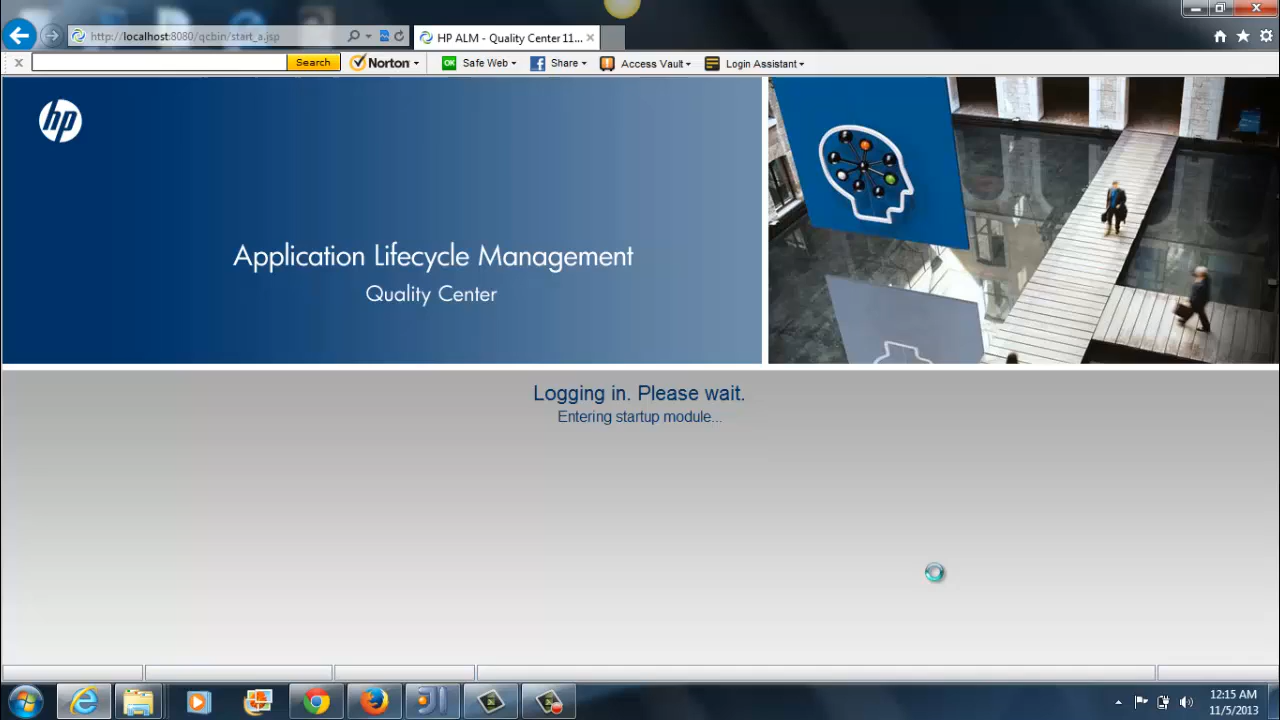 http://localhost:8080/qcbin/start_a.jsp
HP ALM - Quality Center 11...
Search
Norton
OK
Safe Web
Share
Access Vault
Login Assistant
hp
Application Lifecycle Management
Quality Center
Logging in. Please wait.
Entering startup module...
12:15 AM
11/5/2013